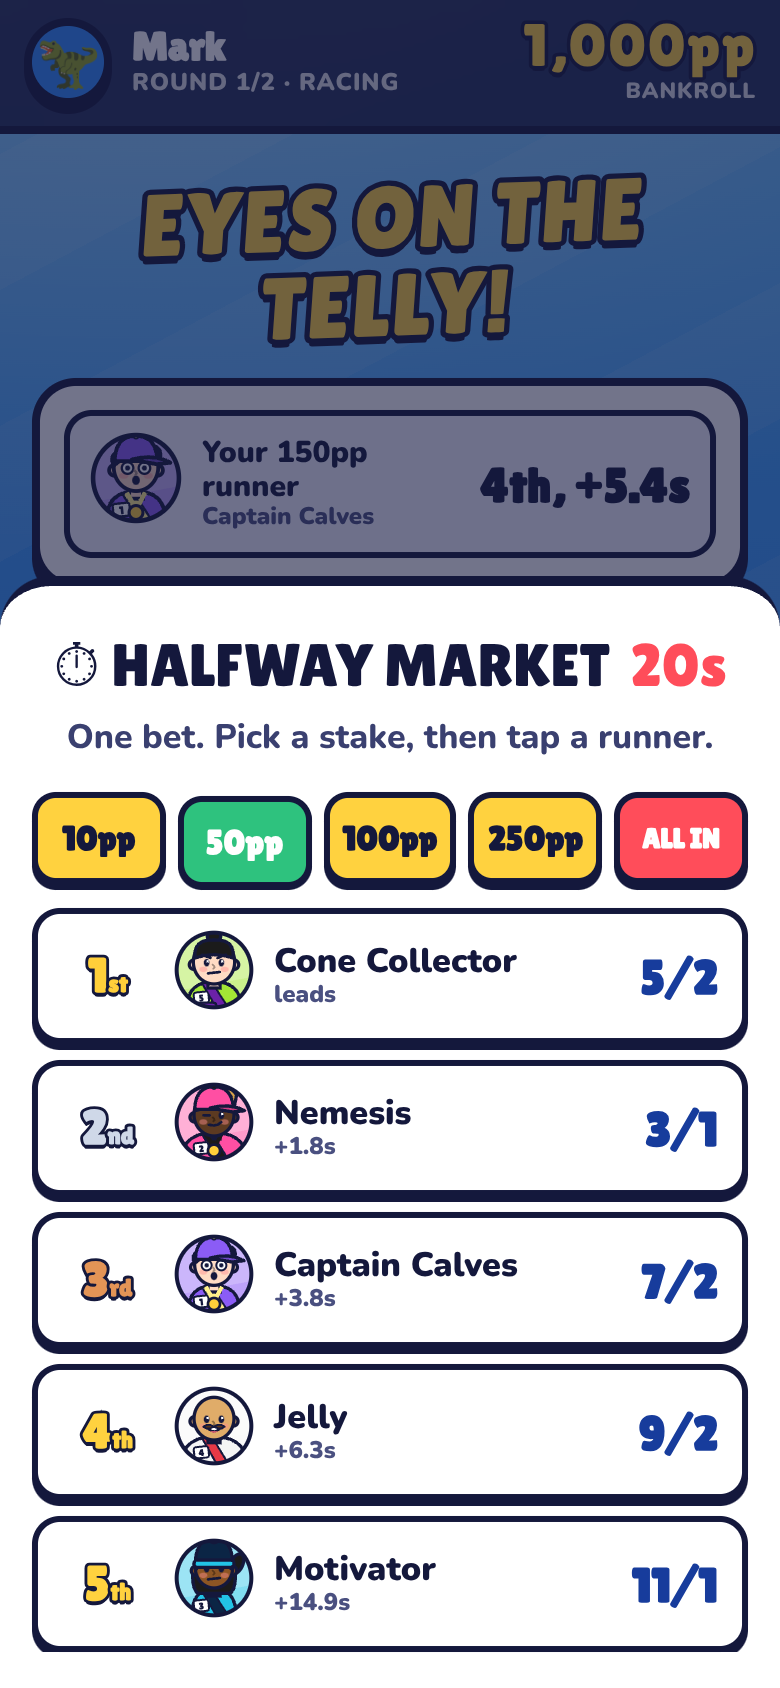 Mark
ROUND 1/2 · RACING
1,000pp
BANKROLL
EYES ON THE
TELLY!
Your 150pp
runner
Captain Calves
4th, +5.4s
⏱ HALFWAY MARKET 20s
One bet. Pick a stake, then tap a runner.
10pp 50pp 100pp 250pp ALL IN
1st Cone Collector 5/2
leads
2nd Nemesis 3/1
+1.8s
3rd Captain Calves 7/2
+3.8s
4th Jelly 9/2
+6.3s
5th Motivator 11/1
+14.9s